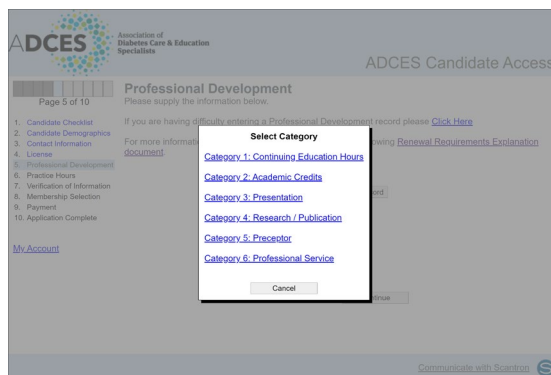 ADCES
Association of
Diabetes Care & Education
Specialists
ADCES Candidate Access
Page 5 of 10
1. Candidate Checklist
2. Candidate Demographics
3. Contact Information
4. License
5. Professional Development
6. Practice Hours
7. Verification of Information
8. Membership Selection
9. Payment
10. Application Complete
My Account
Professional Development
Please supply the information below.
If you are having difficulty entering a Professional Development record please Click Here
For more informati
owing Renewal Requirements Explanation
document.
Select Category
Category 1: Continuing Education Hours
Category 2: Academic Credits
Category 3: Presentation
Category 4: Research / Publication
Category 5: Preceptor
Category 6: Professional Service
Cancel
ord
tinue
Communicate with Scantron